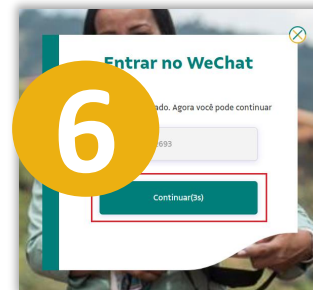 Entrar no WeChat
ado. Agora você pode continuar
6
693
Continuar(3s)